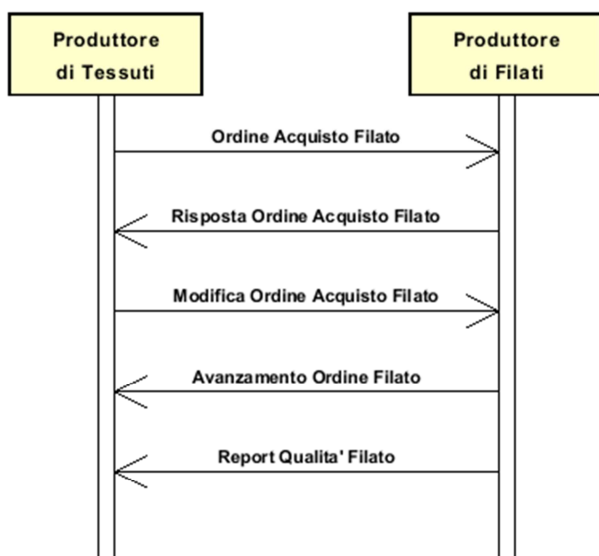 Produttore
di Tessuti
Produttore
di Filati
Ordine Acquisto Filato
Risposta Ordine Acquisto Filato
Modifica Ordine Acquisto Filato
Avanzamento Ordine Filato
Report Qualita' Filato